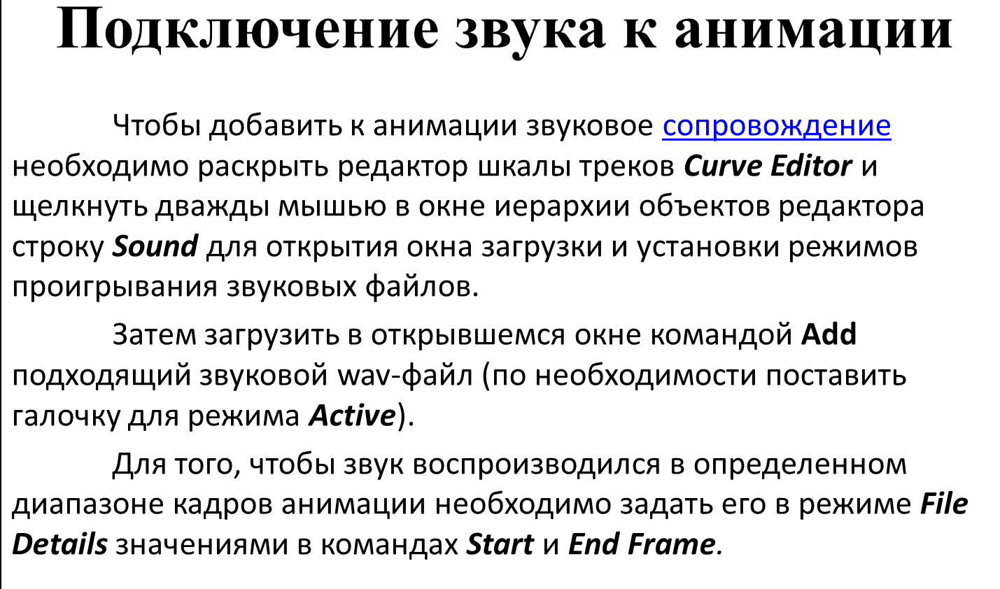 Подключение звука к анимации
Чтобы добавить к анимации звуковое сопровождение
необходимо раскрыть редактор шкалы треков Curve Editor и
щелкнуть дважды мышью в окне иерархии объектов редактора
строку Sound для открытия окна загрузки и установки режимов
проигрывания звуковых файлов.
Затем загрузить в открывшемся окне командой Add
подходящий звуковой wav-файл (по необходимости поставить
галочку для режима Active).
Для того, чтобы звук воспроизводился в определенном
диапазоне кадров анимации необходимо задать его в режиме File
Details значениями в командах Start и End Frame.